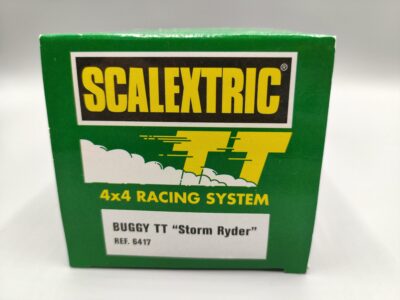 SCALEXTRIC®
TT
4x4 RACING SYSTEM
BUGGY TT "Storm Ryder"
REF. 6417